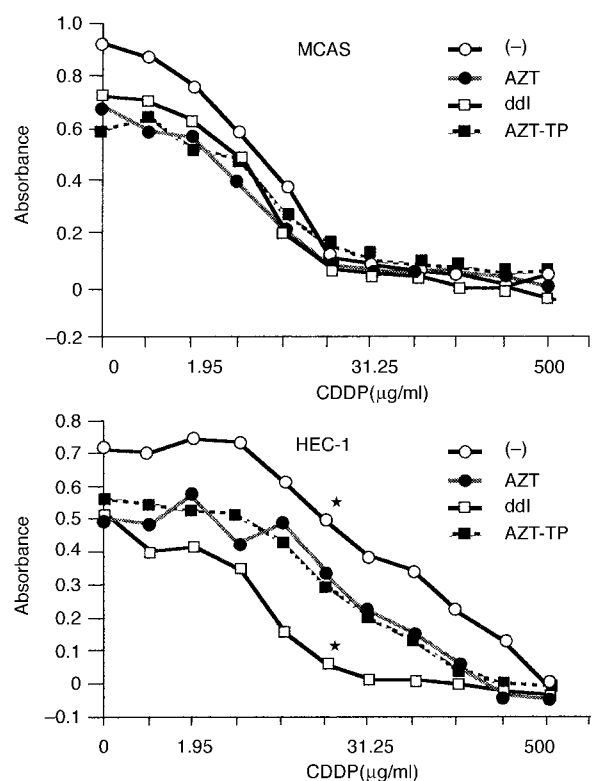 MCAS
(–)
AZT
ddI
AZT-TP
Absorbance
1.0
0.8
0.6
0.4
0.2
0
–0.2
0 1.95 31.25 500
CDDP(μg/ml)
HEC-1
(–)
AZT
ddI
AZT-TP
Absorbance
0.8
0.7
0.6
0.5
0.4
0.3
0.2
0.1
0
–0.1
0 1.95 31.25 500
CDDP(μg/ml)